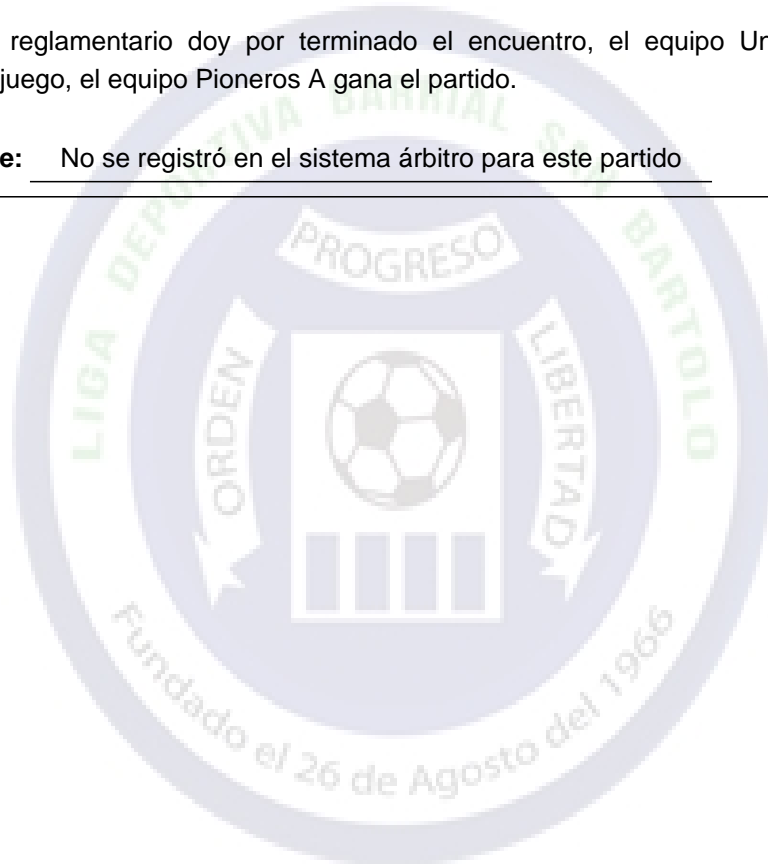 reglamentario doy por terminado el encuentro, el equipo Un
juego, el equipo Pioneros A gana el partido.
e: No se registró en el sistema árbitro para este partido
LIGA DEPORTIVA BARRIAL SAN BARTOLO
PROGRESO
ORDEN
LIBERTAD
Fundado el 26 de Agosto del 1966